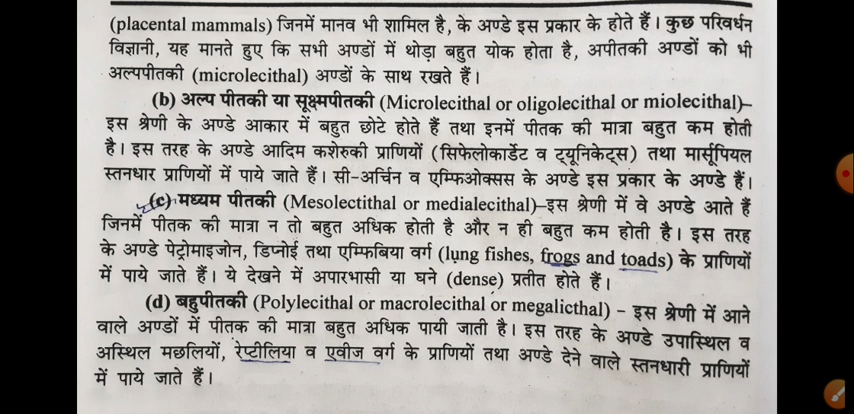 (placental mammals) जिनमें मानव भी शामिल है, के अण्डे इस प्रकार के होते हैं। कुछ परिवर्धन
विज्ञानी, यह मानते हुए कि सभी अण्डों में थोड़ा बहुत योक होता है, अपीतकी अण्डों को भी
अल्पपीतकी (microlecithal) अण्डों के साथ रखते हैं।
(b) अल्प पीतकी या सूक्ष्मपीतकी (Microlecithal or oligolecithal or miolecithal)–
इस श्रेणी के अण्डे आकार में बहुत छोटे होते हैं तथा इनमें पीतक की मात्रा बहुत कम होती
है। इस तरह के अण्डे आदिम कशेरुकी प्राणियों (सिफेलोकार्डेट व ट्यूनिकेट्स) तथा मार्सूपियल
स्तनधार प्राणियों में पाये जाते हैं। सी-अर्चिन व एम्फिओक्सस के अण्डे इस प्रकार के अण्डे हैं।
(c) मध्यम पीतकी (Mesolectithal or medialecithal)–इस श्रेणी में वे अण्डे आते हैं
जिनमें पीतक की मात्रा न तो बहुत अधिक होती है और न ही बहुत कम होती है। इस तरह
के अण्डे पेट्रोमाइजोन, डिप्नोई तथा एम्फिबिया वर्ग (lung fishes, frogs and toads) के प्राणियों
में पाये जाते हैं। ये देखने में अपारभासी या घने (dense) प्रतीत होते हैं।
(d) बहुपीतकी (Polylecithal or macrolecithal or megalicthal) – इस श्रेणी में आने
वाले अण्डों में पीतक की मात्रा बहुत अधिक पायी जाती है। इस तरह के अण्डे उपास्थिल व
अस्थिल मछलियों, रेप्टीलिया व एवीज वर्ग के प्राणियों तथा अण्डे देने वाले स्तनधारी प्राणियों
में पाये जाते हैं।